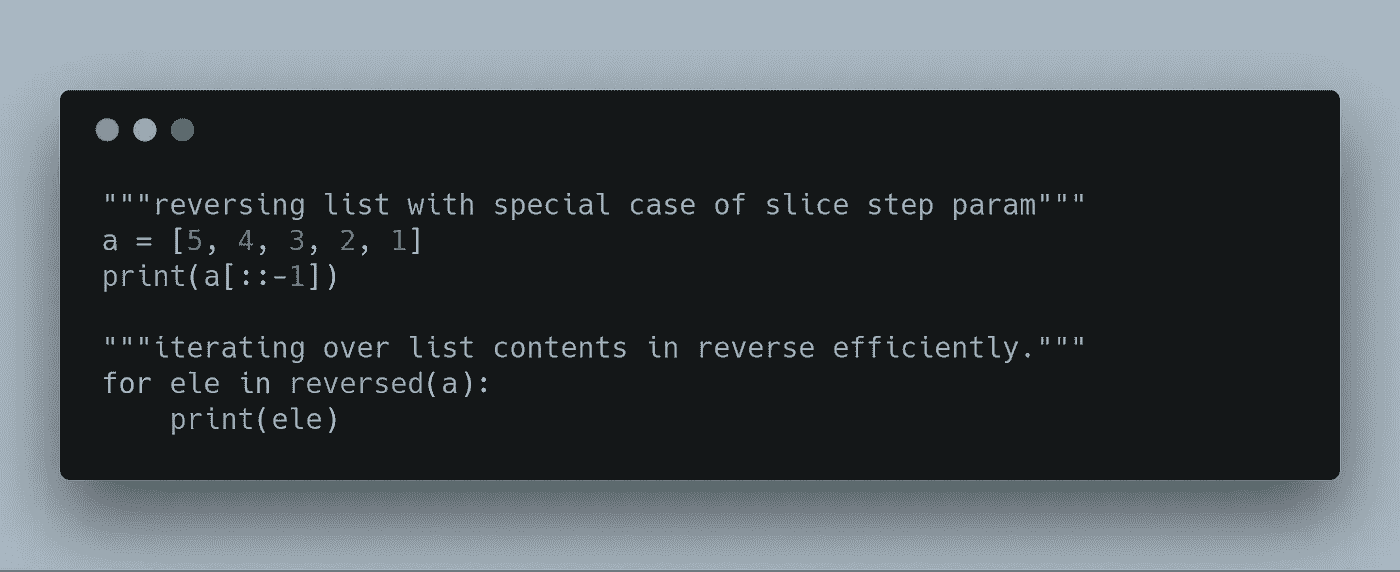 """reversing list with special case of slice step param"""
a = [5, 4, 3, 2, 1]
print(a[::-1])
"""iterating over list contents in reverse efficiently."""
for ele in reversed(a):
    print(ele)